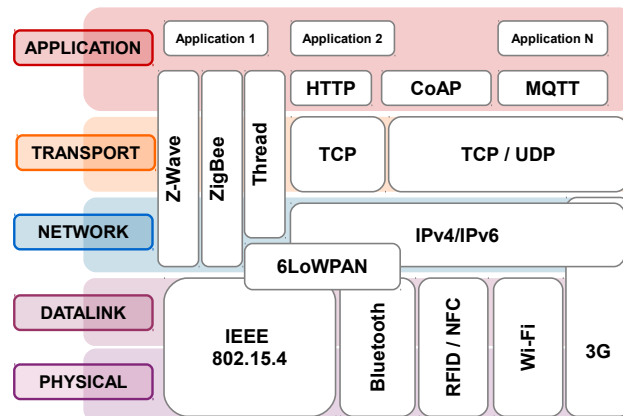 APPLICATION
Application 1
Application 2
Application N
HTTP
CoAP
MQTT
Z-Wave
ZigBee
Thread
TRANSPORT
TCP
TCP / UDP
NETWORK
IPv4/IPv6
6LoWPAN
DATALINK
IEEE
802.15.4
Bluetooth
RFID / NFC
Wi-Fi
3G
PHYSICAL